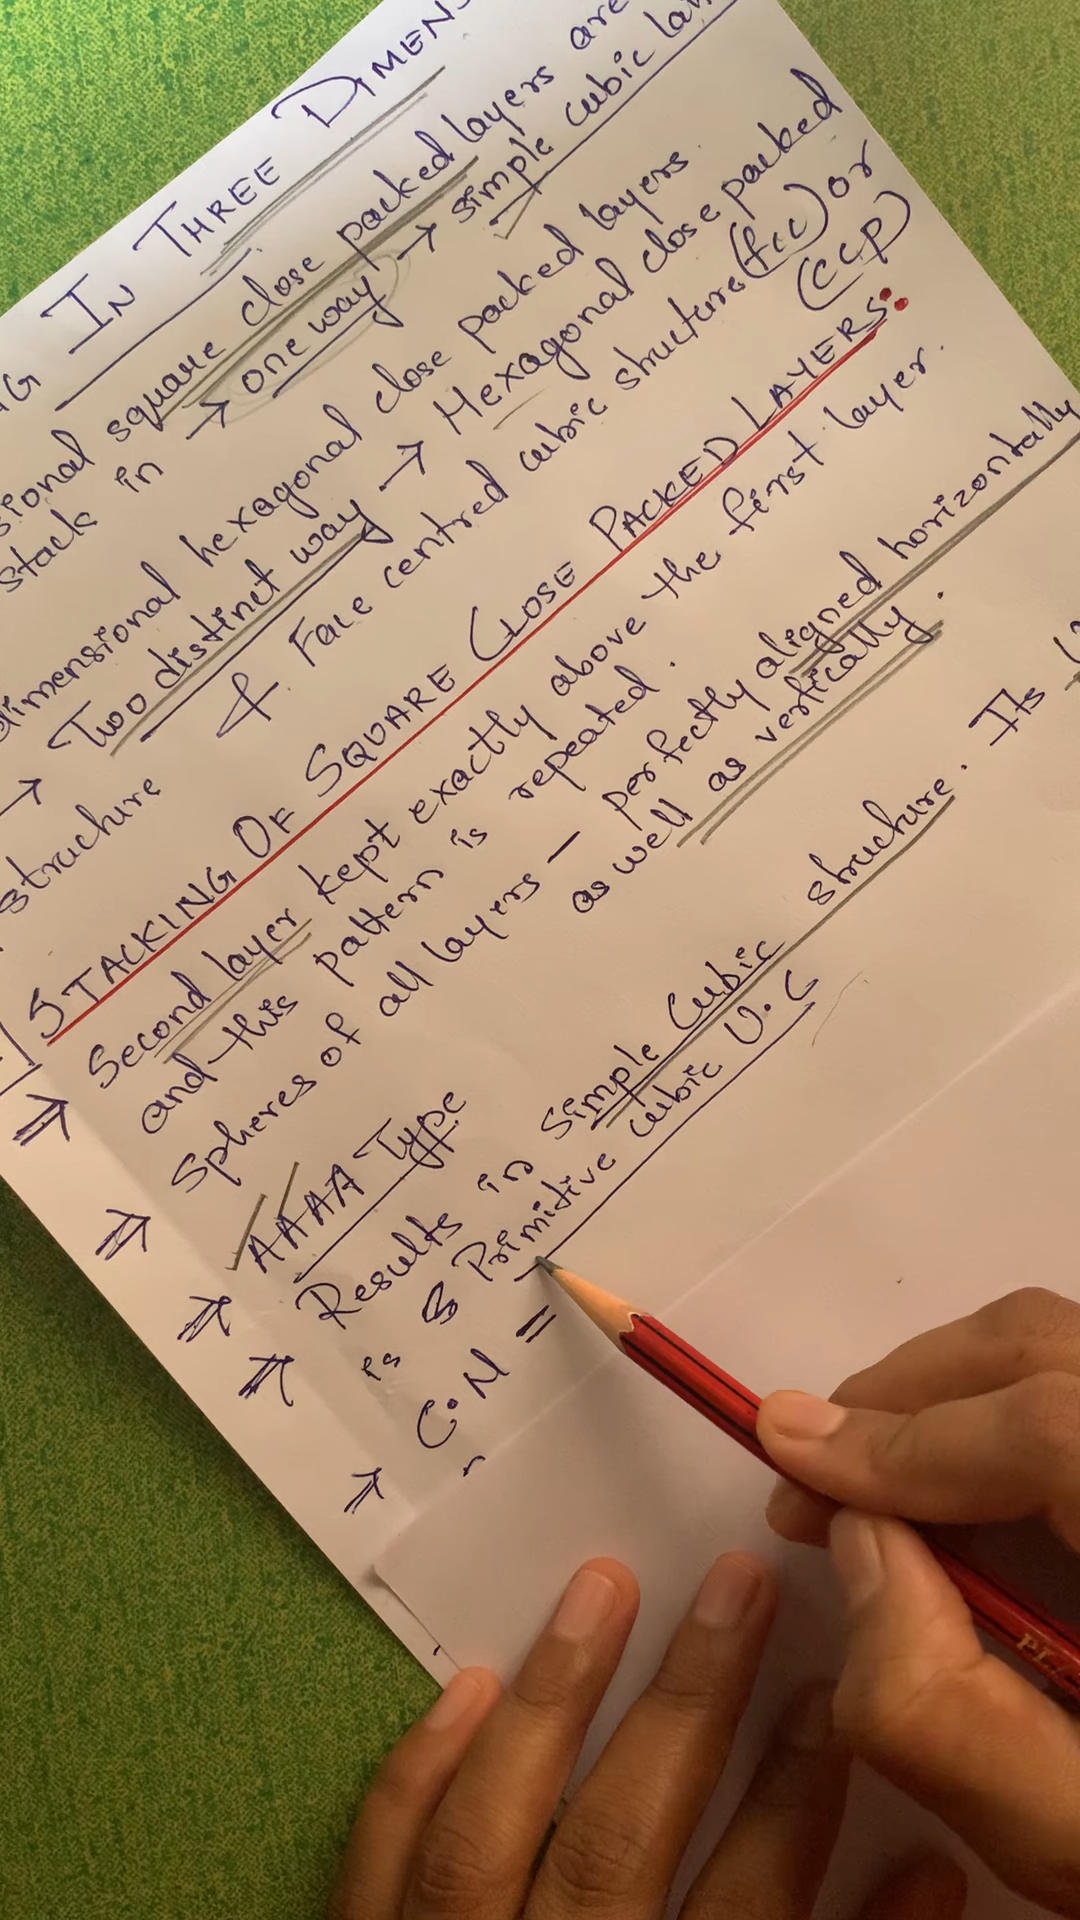 IN THREE DIMENS
square close packed layers are
stack in → one way → simple cubic
dimensional hexagonal close packed layers.
→ Two distinct way → Hexagonal close packed
structure & Face centred cubic structure (fcc) or
(CCP)
STACKING OF SQUARE CLOSE PACKED LAYERS:
⇒ Second layer kept exactly above the first layer.
and this pattern is repeated.
⇒ Spheres of all layers - perfectly aligned horizontally
as well as vertically.
⇒ AAAA Type
⇒ Results in simple cubic structure. Its
is Primitive cubic U.C
⇒ C.N =